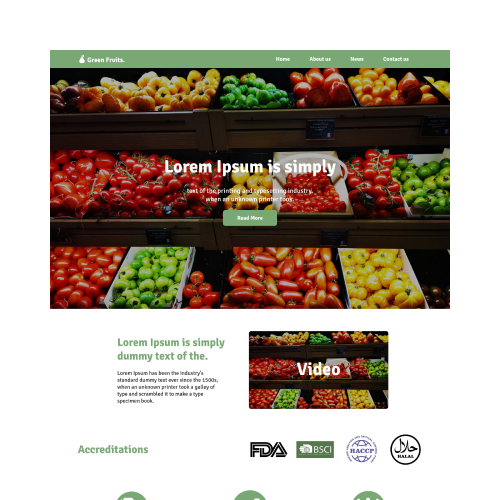 Green Fruits.
Home About us News Contact us
Lorem Ipsum is simply
text of the printing and typesetting industry,
when an unknown printer toos.
Read More
Lorem Ipsum is simply
dummy text of the.
Lorem Ipsum has been the industry's
standard dummy text ever since the 1500s,
when an unknown printer took a galley of
type and scrambled it to make a type
specimen book.
Video
Accreditations
FDA BSCI HACCP حلال HALAL